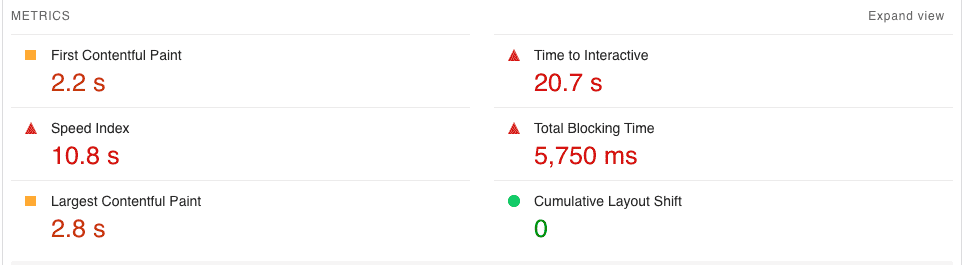 METRICS
Expand view
First Contentful Paint
2.2 s
Time to Interactive
20.7 s
Speed Index
10.8 s
Total Blocking Time
5,750 ms
Largest Contentful Paint
2.8 s
Cumulative Layout Shift
0